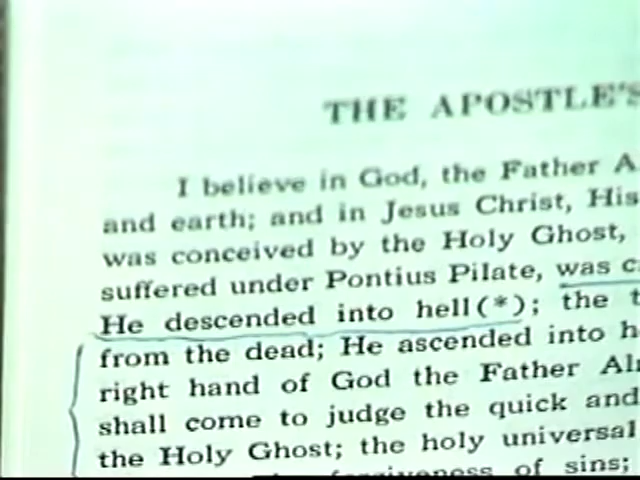 THE APOSTLE'S
I believe in God, the Father A
and earth; and in Jesus Christ, His
was conceived by the Holy Ghost,
suffered under Pontius Pilate, was c
He descended into hell(*); the t
from the dead; He ascended into h
right hand of God the Father Al
shall come to judge the quick and
the Holy Ghost; the holy universal
forgiveness of sins;